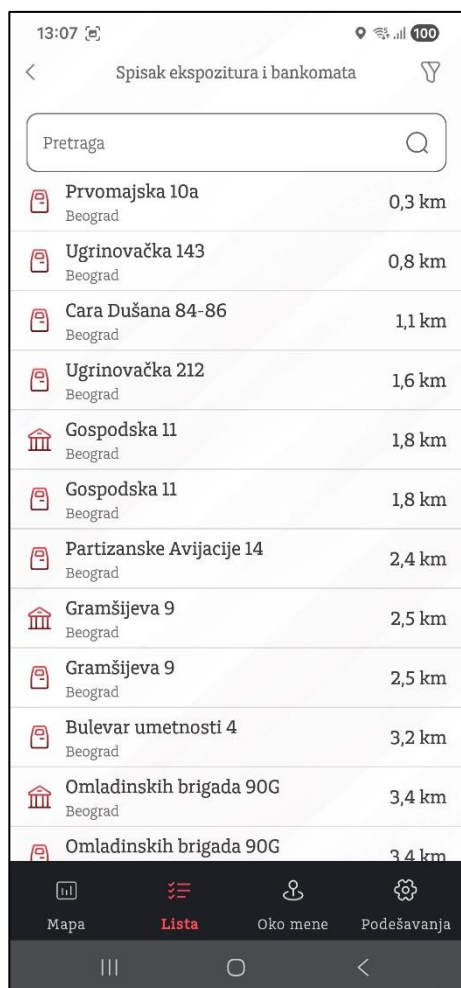 13:07
100
Spisak ekspozitura i bankomata
Pretraga
Prvomajska 10a
0,3 km
Beograd
Ugrinovačka 143
0,8 km
Beograd
Cara Dušana 84-86
1,1 km
Beograd
Ugrinovačka 212
1,6 km
Beograd
Gospodska 11
1,8 km
Beograd
Gospodska 11
1,8 km
Beograd
Partizanske Avijacije 14
2,4 km
Beograd
Gramšijeva 9
2,5 km
Beograd
Gramšijeva 9
2,5 km
Beograd
Bulevar umetnosti 4
3,2 km
Beograd
Omladinskih brigada 90G
3,4 km
Beograd
Omladinskih brigada 90G
3,4 km
Mapa
Lista
Oko mene
Podešavanja